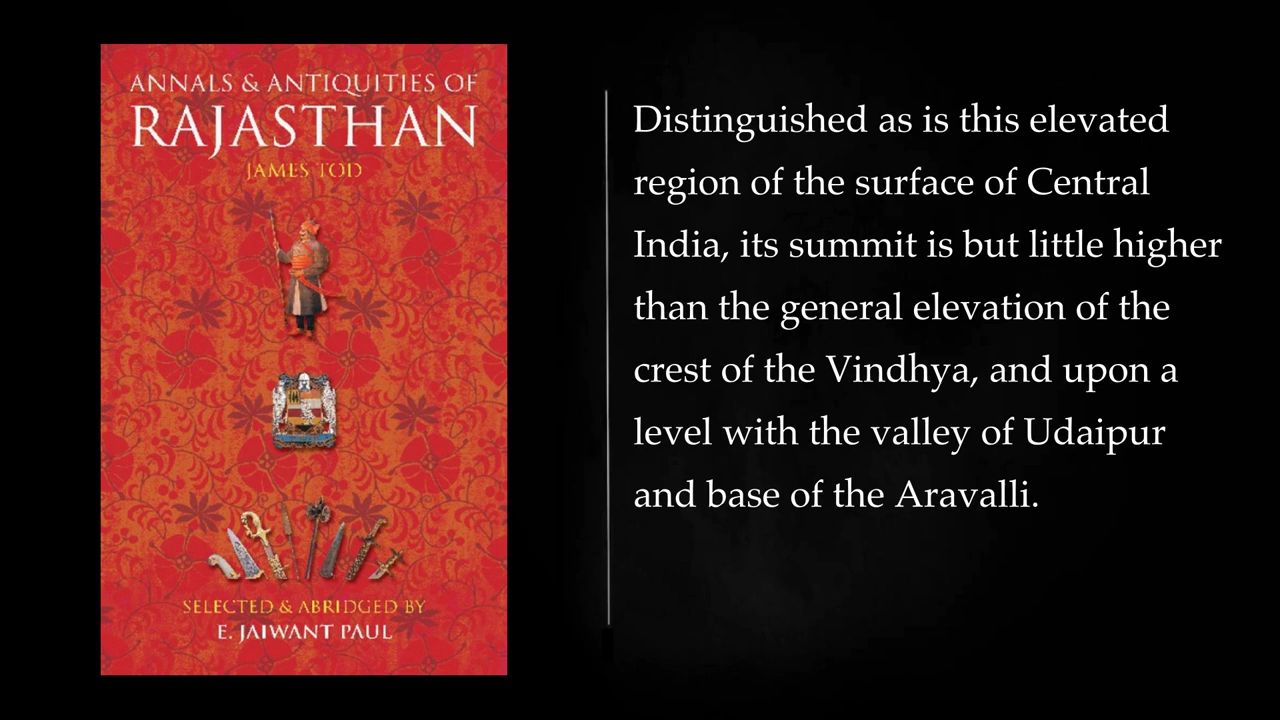 ANNALS & ANTIQUITIES OF
RAJASTHAN
JAMES TOD
SELECTED & ABRIDGED BY
E. JAIWANT PAUL
Distinguished as is this elevated
region of the surface of Central
India, its summit is but little higher
than the general elevation of the
crest of the Vindhya, and upon a
level with the valley of Udaipur
and base of the Aravalli.